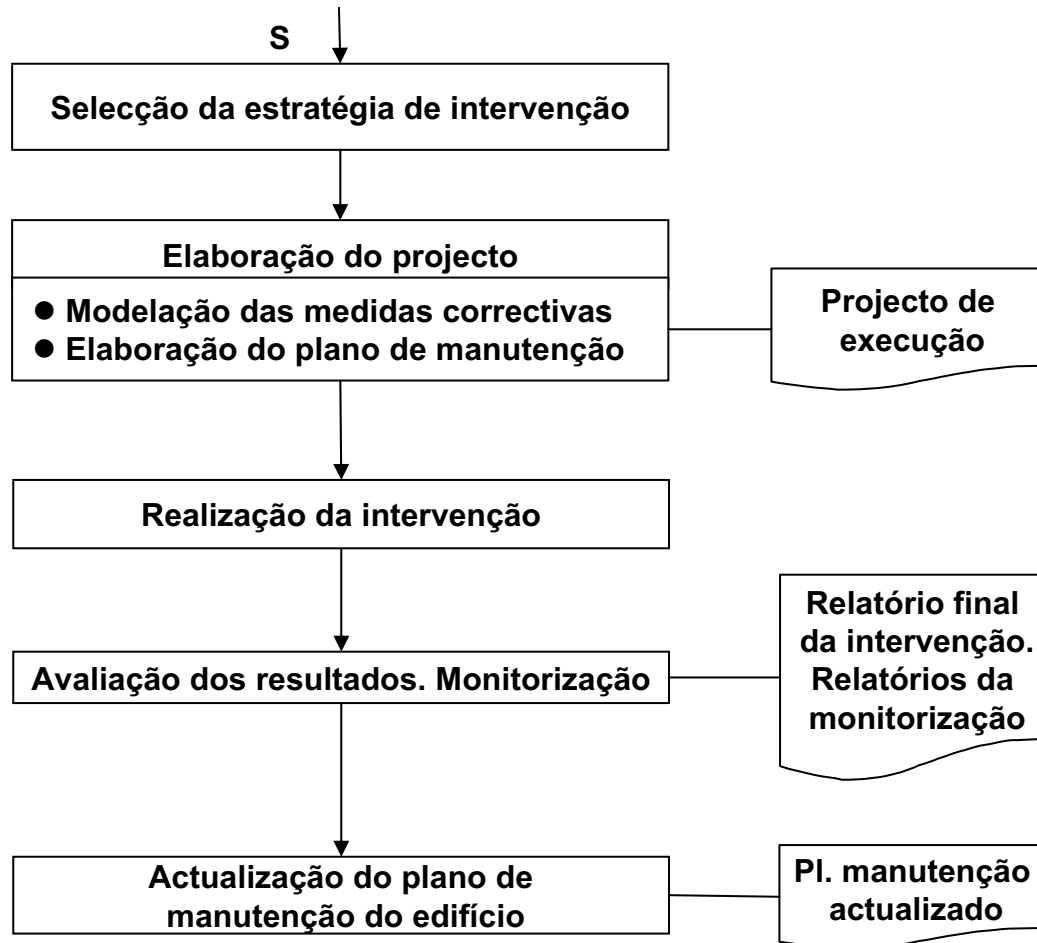 S
Selecção da estratégia de intervenção
Elaboração do projecto
● Modelação das medidas correctivas
● Elaboração do plano de manutenção
Projecto de
execução
Realização da intervenção
Avaliação dos resultados. Monitorização
Relatório final
da intervenção.
Relatórios da
monitorização
Actualização do plano de
manutenção do edifício
Pl. manutenção
actualizado